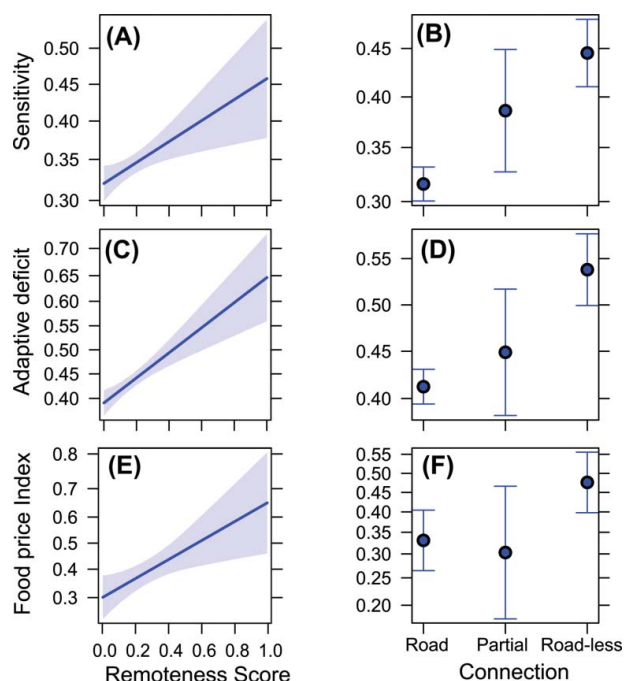 (A)
Sensitivity
0.50
0.45
0.40
0.35
0.30
(B)
0.45
0.40
0.35
0.30
(C)
Adaptive deficit
0.70
0.65
0.60
0.55
0.50
0.45
0.40
(D)
0.55
0.50
0.45
0.40
(E)
Food price Index
0.8
0.7
0.6
0.5
0.4
0.3
0.0 0.2 0.4 0.6 0.8 1.0
Remoteness Score
(F)
0.55
0.50
0.45
0.40
0.35
0.30
0.25
0.20
Road Partial Road-less
Connection